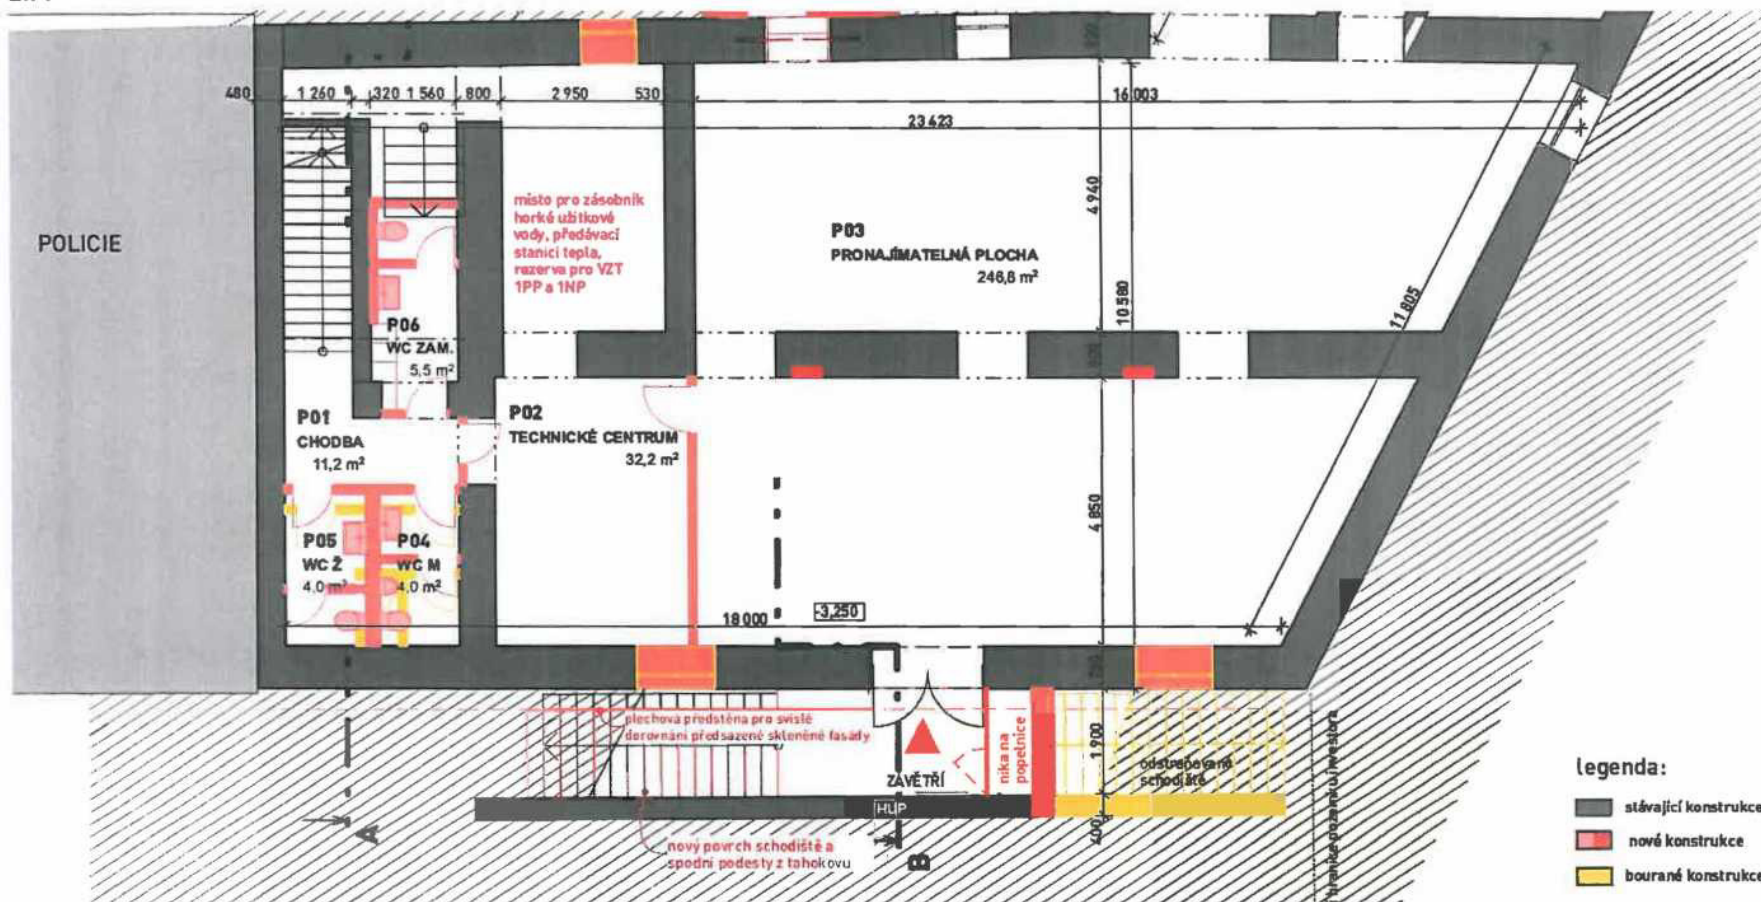 480
1 260
320
1 560
800
2 950
530
16 003
23 423
POLICIE
místo pro zásobník
horké užitkové
vody, předávací
stanici tepla,
rezerva pro VZT
1PP a 1NP
P03
PRONAJÍMATELNÁ PLOCHA
246,8 m²
4 940
10 580
11 805
P06
WC ZAM.
5,5 m²
P01
CHODBA
11,2 m²
P02
TECHNICKÉ CENTRUM
32,2 m²
4 850
P05
WC Ž
4,0 m²
P04
WC M
4,0 m²
18 000
-3,250
plechová předstěna pro svislé
dorovnání předsazené skleněné fasády
nika na
popelnice
1 900
odstraňované
schodiště
ZÁVĚTŘÍ
HUP
400
A
B
nový povrch schodiště a
spodní podesty z tahokovu
hranice pozemku investora
legenda:
stávající konstrukce
nové konstrukce
bourané konstrukce